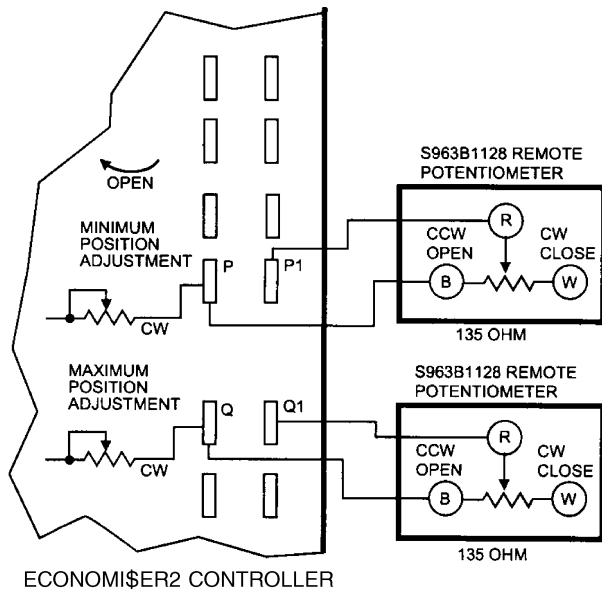 OPEN
MINIMUM
POSITION
ADJUSTMENT
P
P1
CW
MAXIMUM
POSITION
ADJUSTMENT
Q
Q1
CW
S963B1128 REMOTE
POTENTIOMETER
R
CCW
OPEN
CW
CLOSE
B
W
135 OHM
S963B1128 REMOTE
POTENTIOMETER
R
CCW
OPEN
CW
CLOSE
B
W
135 OHM
ECONOMI$ER2 CONTROLLER